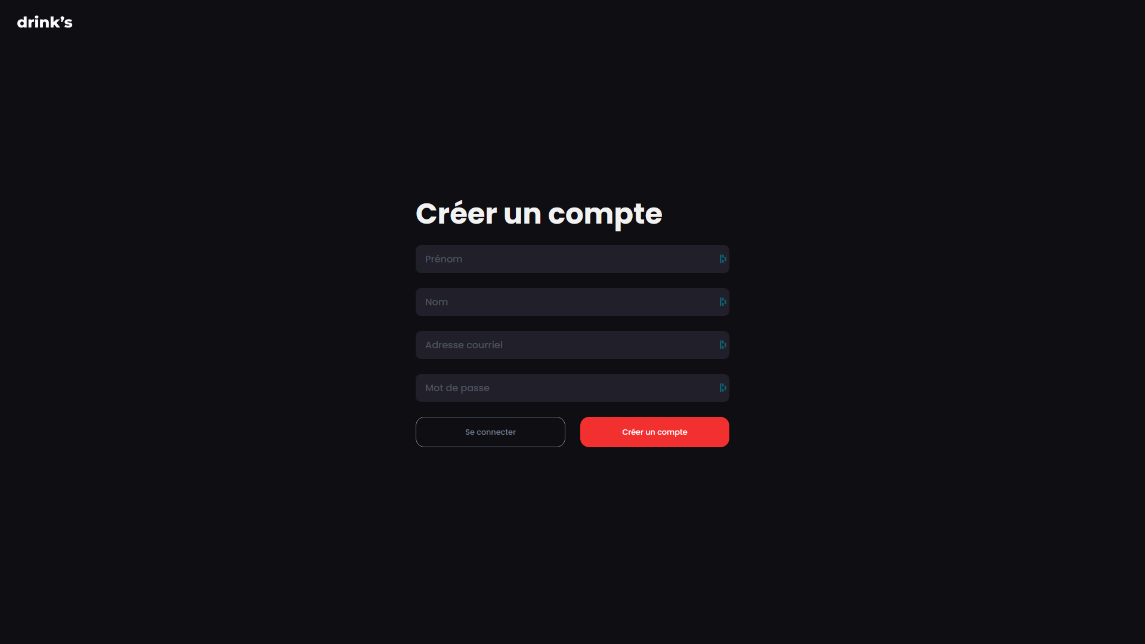 drink's
Créer un compte
Prénom
Nom
Adresse courriel
Mot de passe
Se connecter
Créer un compte